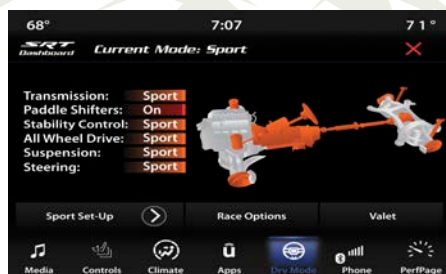 68° 7:07 71°
SRT Dashboard Current Mode: Sport
Transmission: Sport
Paddle Shifters: On
Stability Control: Sport
All Wheel Drive: Sport
Suspension: Sport
Steering: Sport
Sport Set-Up Race Options Valet
Media Controls Climate Apps Drv Mode Phone PerfPage